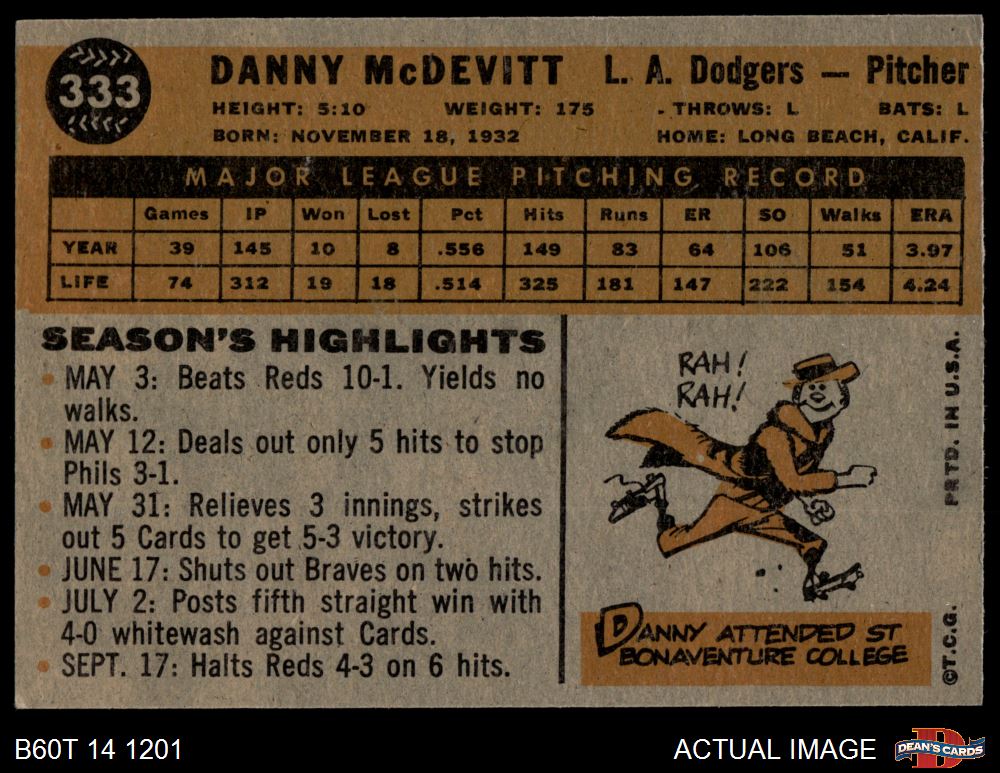 333
DANNY McDEVITT L. A. Dodgers — Pitcher
HEIGHT: 5:10 WEIGHT: 175 - THROWS: L BATS: L
BORN: NOVEMBER 18, 1932 HOME: LONG BEACH, CALIF.
MAJOR LEAGUE PITCHING RECORD
Games IP Won Lost Pct Hits Runs ER SO Walks ERA
YEAR 39 145 10 8 .556 149 83 64 106 51 3.97
LIFE 74 312 19 18 .514 325 181 147 222 154 4.24
SEASON'S HIGHLIGHTS
• MAY 3: Beats Reds 10-1. Yields no
walks.
• MAY 12: Deals out only 5 hits to stop
Phils 3-1.
• MAY 31: Relieves 3 innings, strikes
out 5 Cards to get 5-3 victory.
• JUNE 17: Shuts out Braves on two hits.
• JULY 2: Posts fifth straight win with
4-0 whitewash against Cards.
• SEPT. 17: Halts Reds 4-3 on 6 hits.
RAH!
RAH!
DANNY ATTENDED ST
BONAVENTURE COLLEGE
©T.C.G. PRTD. IN U.S.A.
B60T 14 1201
ACTUAL IMAGE
D
DEAN'S CARDS